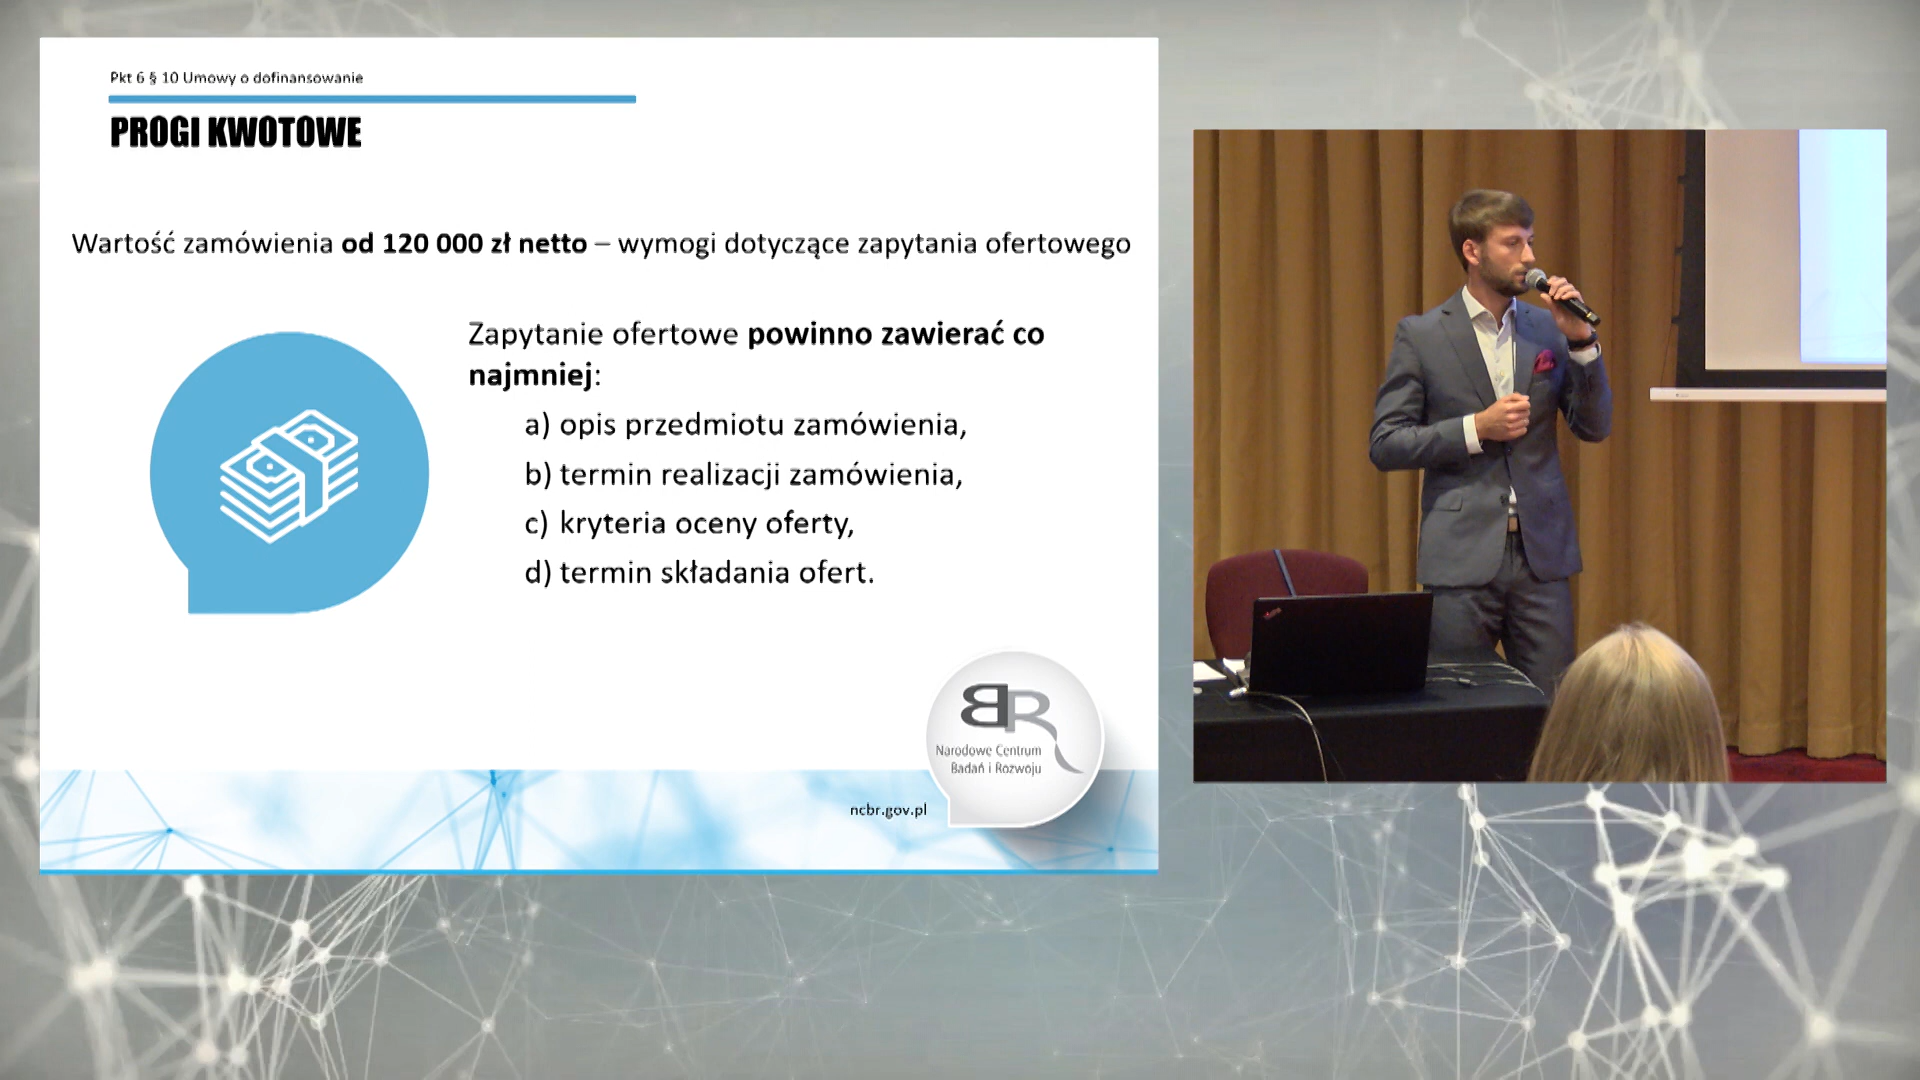 Pkt 6 § 10 Umowy o dofinansowanie
PROGI KWOTOWE
Wartość zamówienia od 120 000 zł netto – wymogi dotyczące zapytania ofertowego
Zapytanie ofertowe powinno zawierać co
najmniej:
a) opis przedmiotu zamówienia,
b) termin realizacji zamówienia,
c) kryteria oceny oferty,
d) termin składania ofert.
BR
Narodowe Centrum
Badań i Rozwoju
ncbr.gov.pl